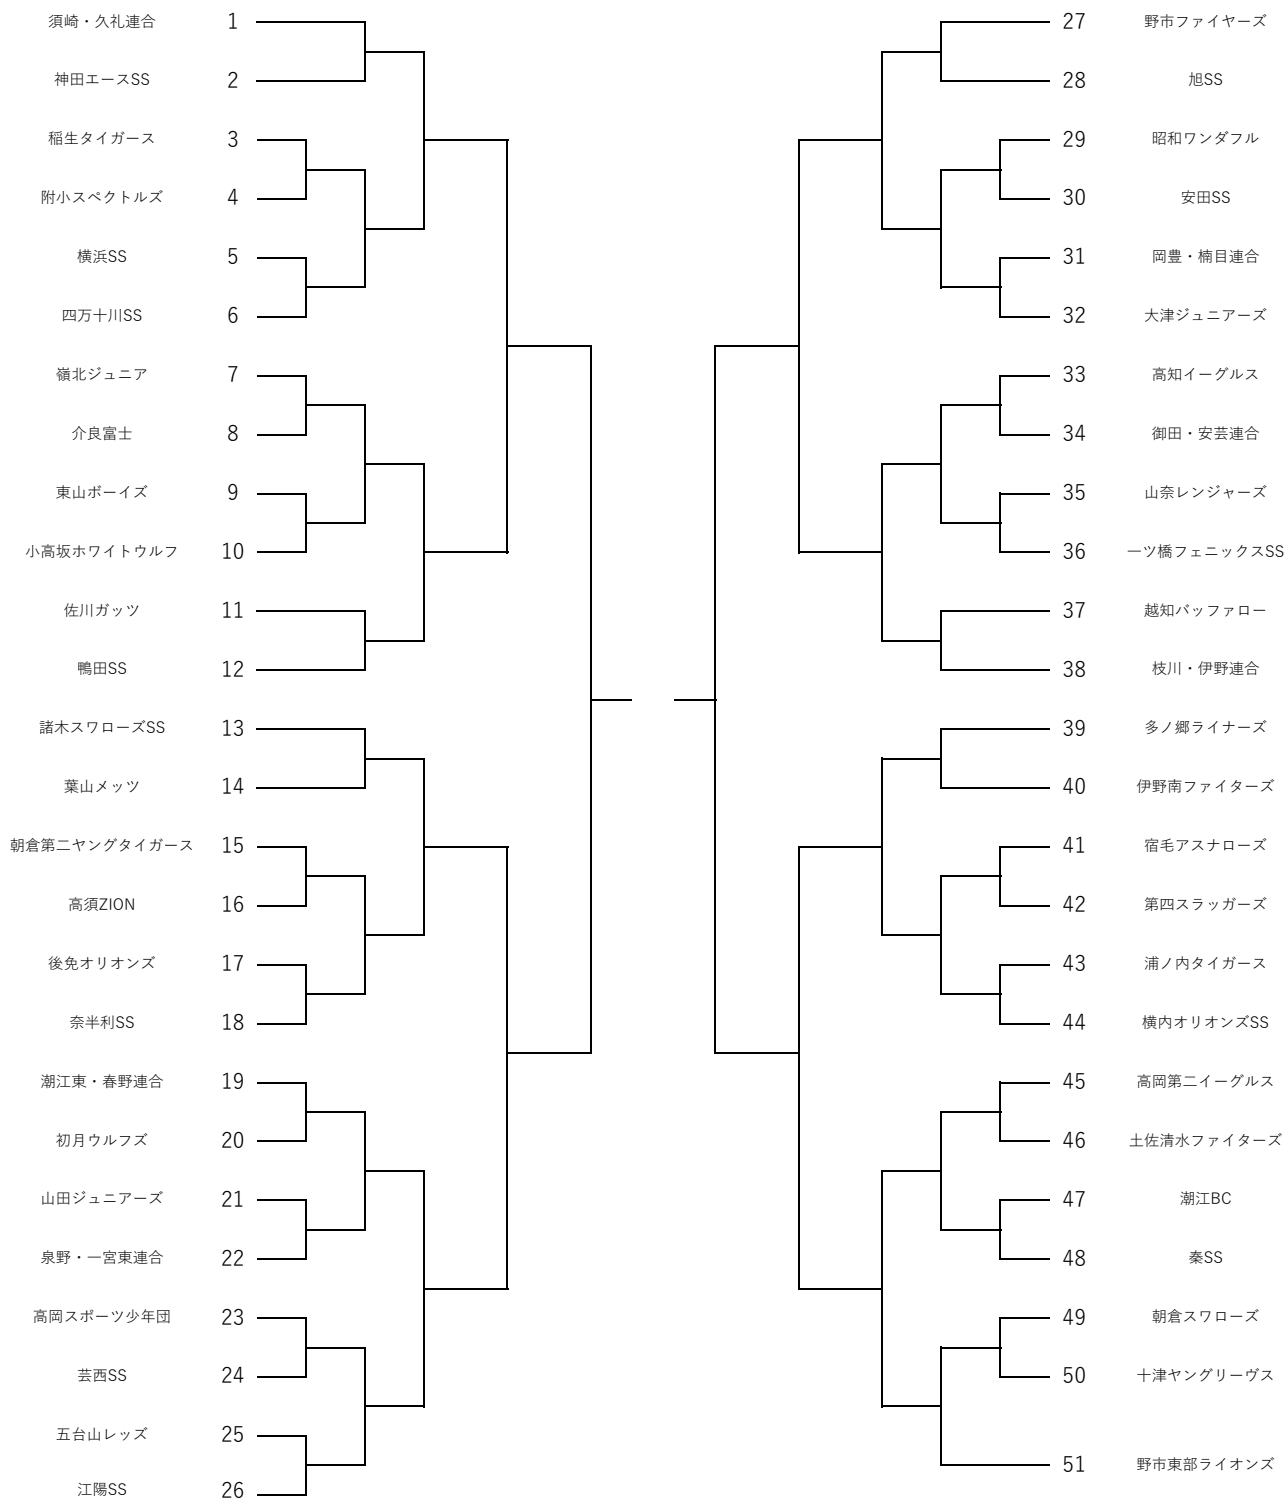 須崎・久礼連合 1
神田エースSS 2
稲生タイガース 3
附小スペクトルズ 4
横浜SS 5
四万十川SS 6
嶺北ジュニア 7
介良富士 8
東山ボーイズ 9
小高坂ホワイトウルフ 10
佐川ガッツ 11
鴨田SS 12
諸木スワローズSS 13
葉山メッツ 14
朝倉第二ヤングタイガース 15
高須ZION 16
後免オリオンズ 17
奈半利SS 18
潮江東・春野連合 19
初月ウルフズ 20
山田ジュニアーズ 21
泉野・一宮東連合 22
高岡スポーツ少年団 23
芸西SS 24
五台山レッズ 25
江陽SS 26
27 野市ファイヤーズ
28 旭SS
29 昭和ワンダフル
30 安田SS
31 岡豊・楠目連合
32 大津ジュニアーズ
33 高知イーグルス
34 御田・安芸連合
35 山奈レンジャーズ
36 一ツ橋フェニックスSS
37 越知バッファロー
38 枝川・伊野連合
39 多ノ郷ライナーズ
40 伊野南ファイターズ
41 宿毛アスナローズ
42 第四スラッガーズ
43 浦ノ内タイガース
44 横内オリオンズSS
45 高岡第二イーグルス
46 土佐清水ファイターズ
47 潮江BC
48 秦SS
49 朝倉スワローズ
50 十津ヤングリーヴス
51 野市東部ライオンズ